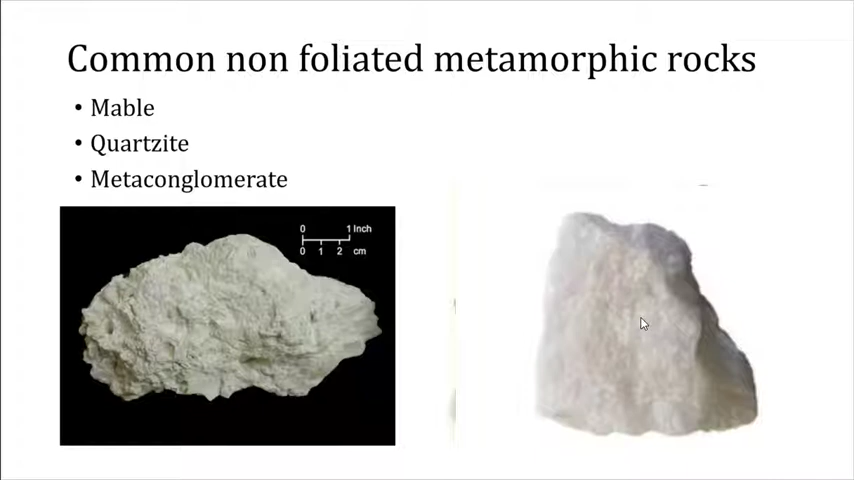 Common non foliated metamorphic rocks
• Mable
• Quartzite
• Metaconglomerate
0 1 Inch
0 1 2 cm